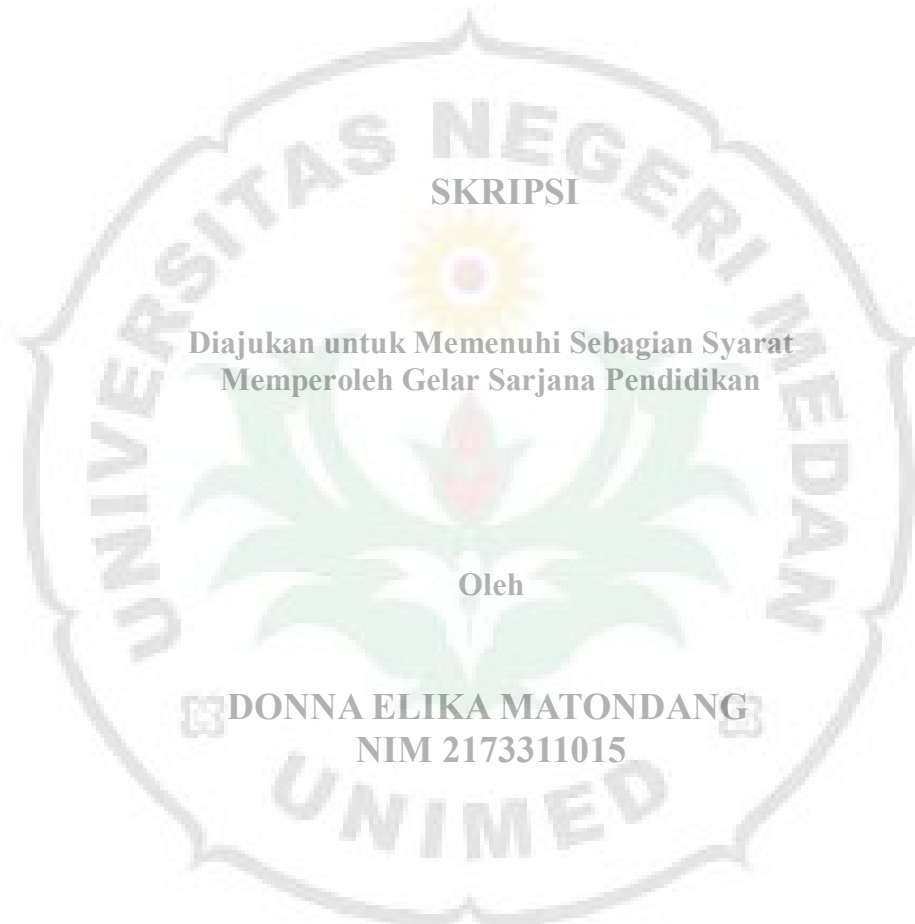 UNIVERSITAS NEGERI MEDAN
SKRIPSI
Diajukan untuk Memenuhi Sebagian Syarat
Memperoleh Gelar Sarjana Pendidikan
Oleh
DONNA ELIKA MATONDANG
NIM 2173311015
UNIMED